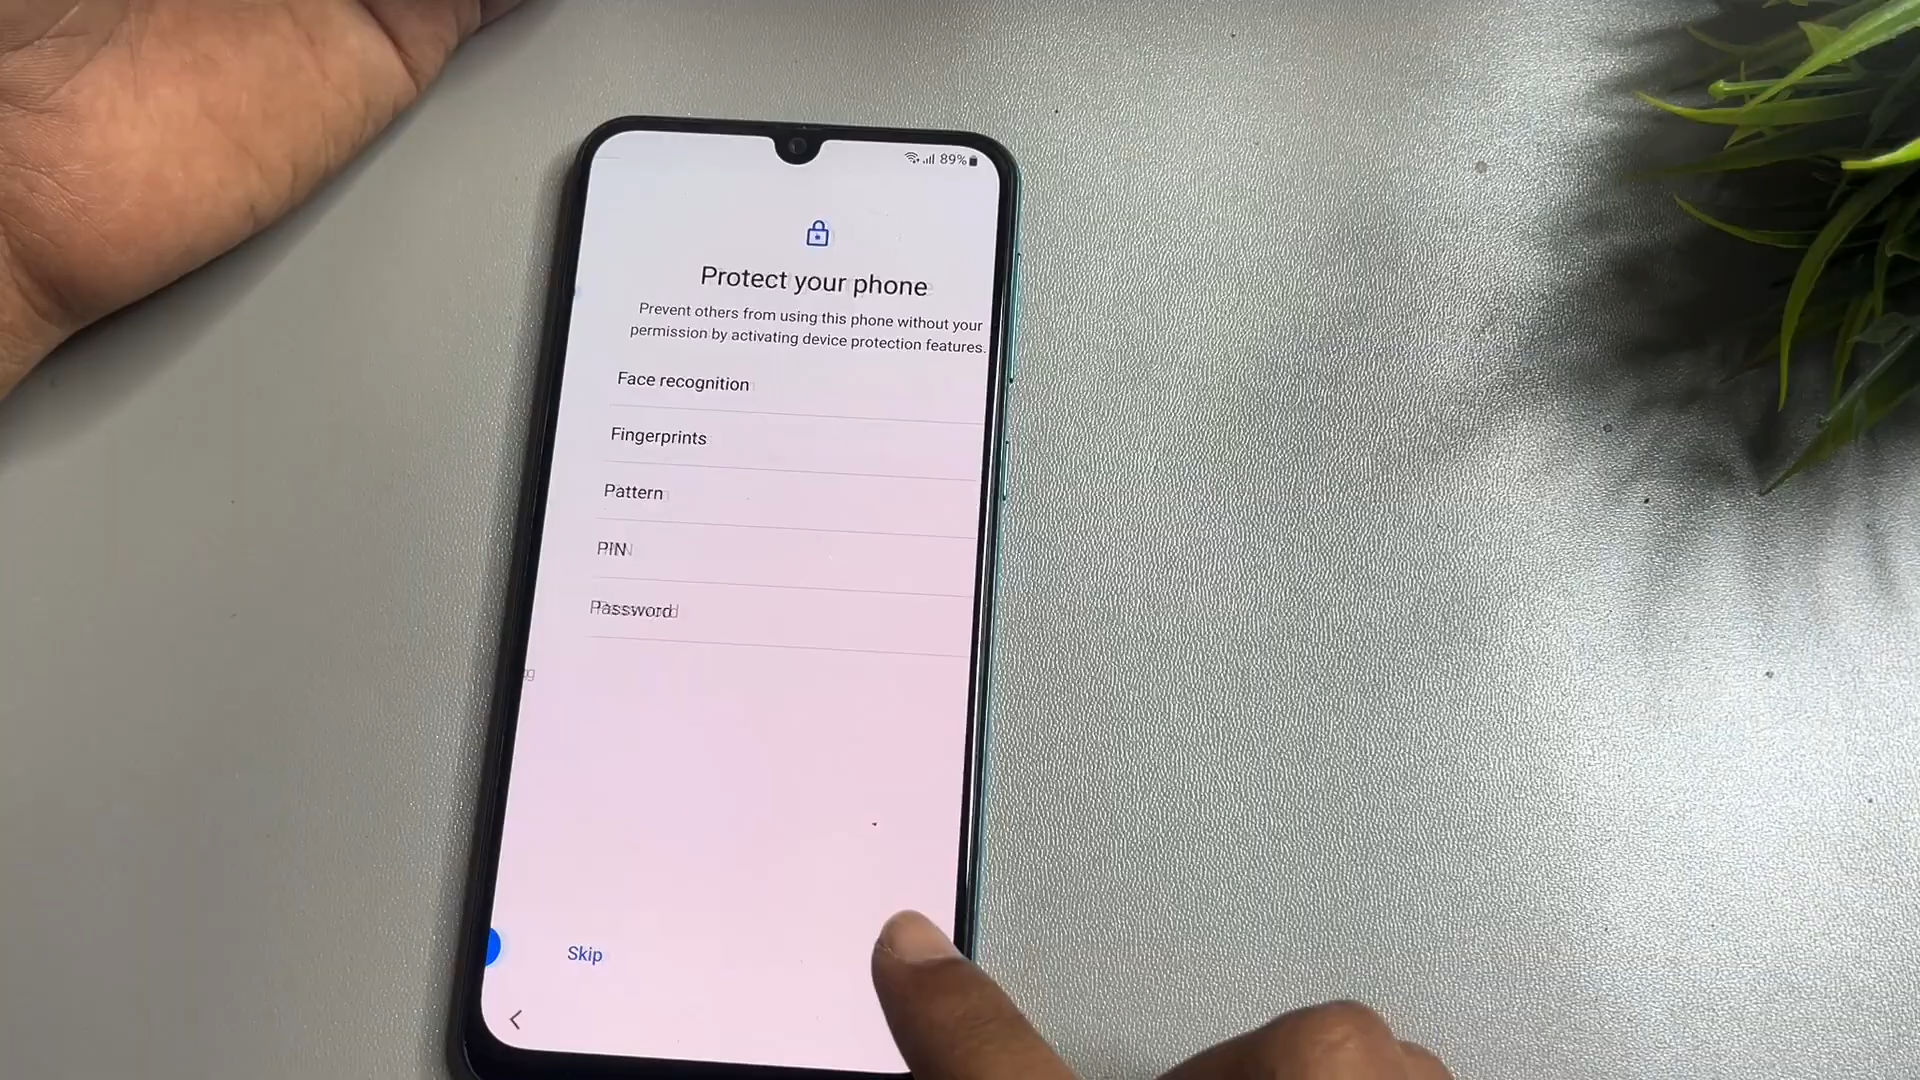 89%
Protect your phone
Prevent others from using this phone without your
permission by activating device protection features.
Face recognition
Fingerprints
Pattern
PIN
Password
Skip